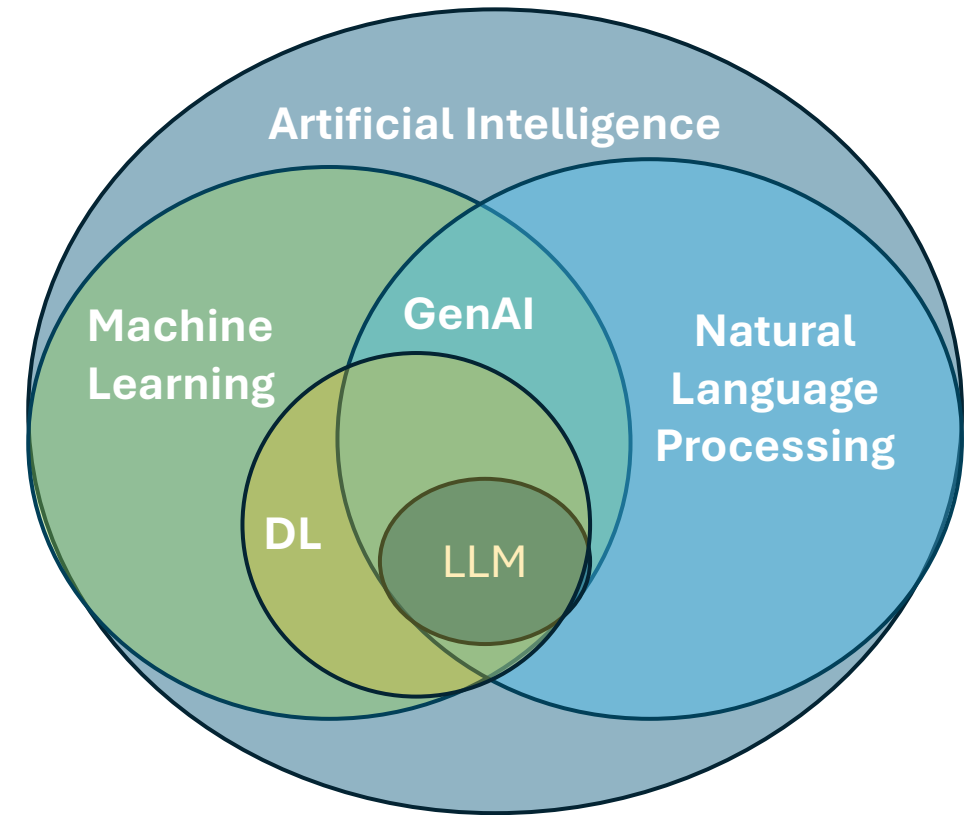 Artificial Intelligence
Machine
Learning
GenAI
Natural
Language
Processing
DL
LLM